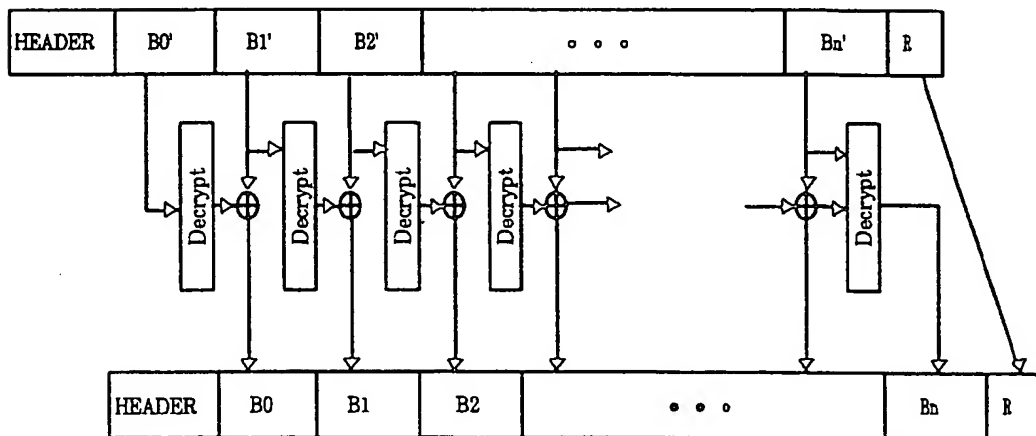 HEADER B0' B1' B2' ∘ ∘ ∘ Bn' R
Decrypt
Decrypt
Decrypt
Decrypt
Decrypt
HEADER B0 B1 B2 ∘ ∘ ∘ Bn R